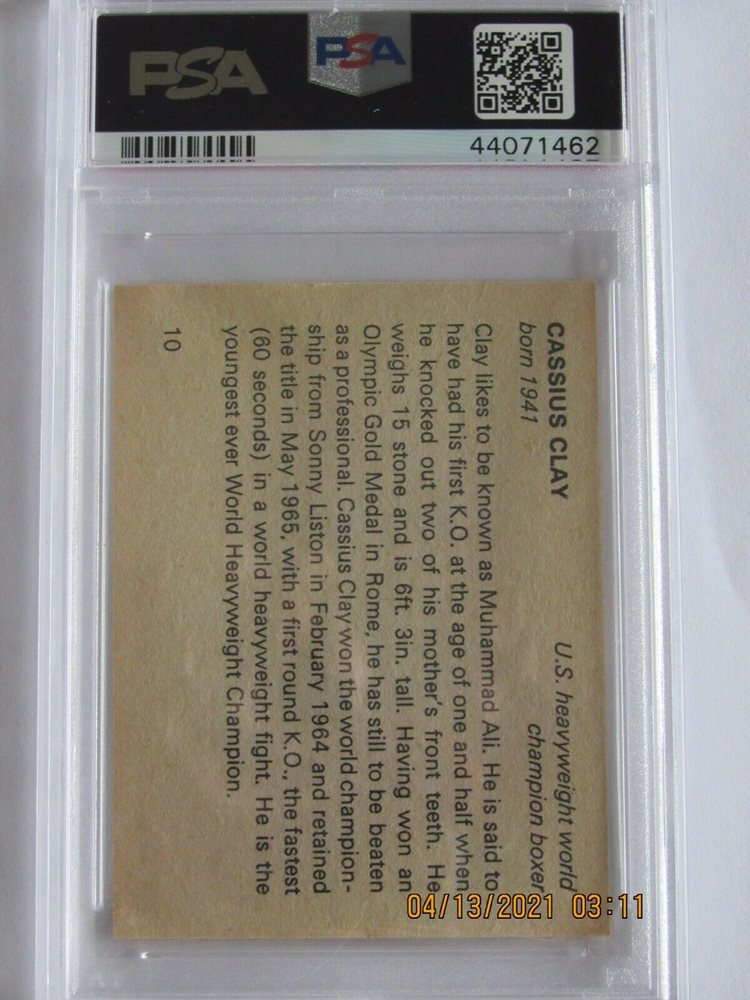 PSA
PSA
44071462
CASSIUS CLAY
born 1941
U.S. heavyweight world
champion boxer
Clay likes to be known as Muhammad Ali. He is said to
have had his first K.O. at the age of one and half when
he knocked out two of his mother's front teeth. He
weighs 15 stone and is 6ft. 3in. tall. Having won an
Olympic Gold Medal in Rome, he has still to be beaten
as a professional. Cassius Clay won the world champion-
ship from Sonny Liston in February 1964 and retained
the title in May 1965, with a first round K.O., the fastest
(60 seconds) in a world heavyweight fight. He is the
youngest ever World Heavyweight Champion.
10
04/13/2021 03:11